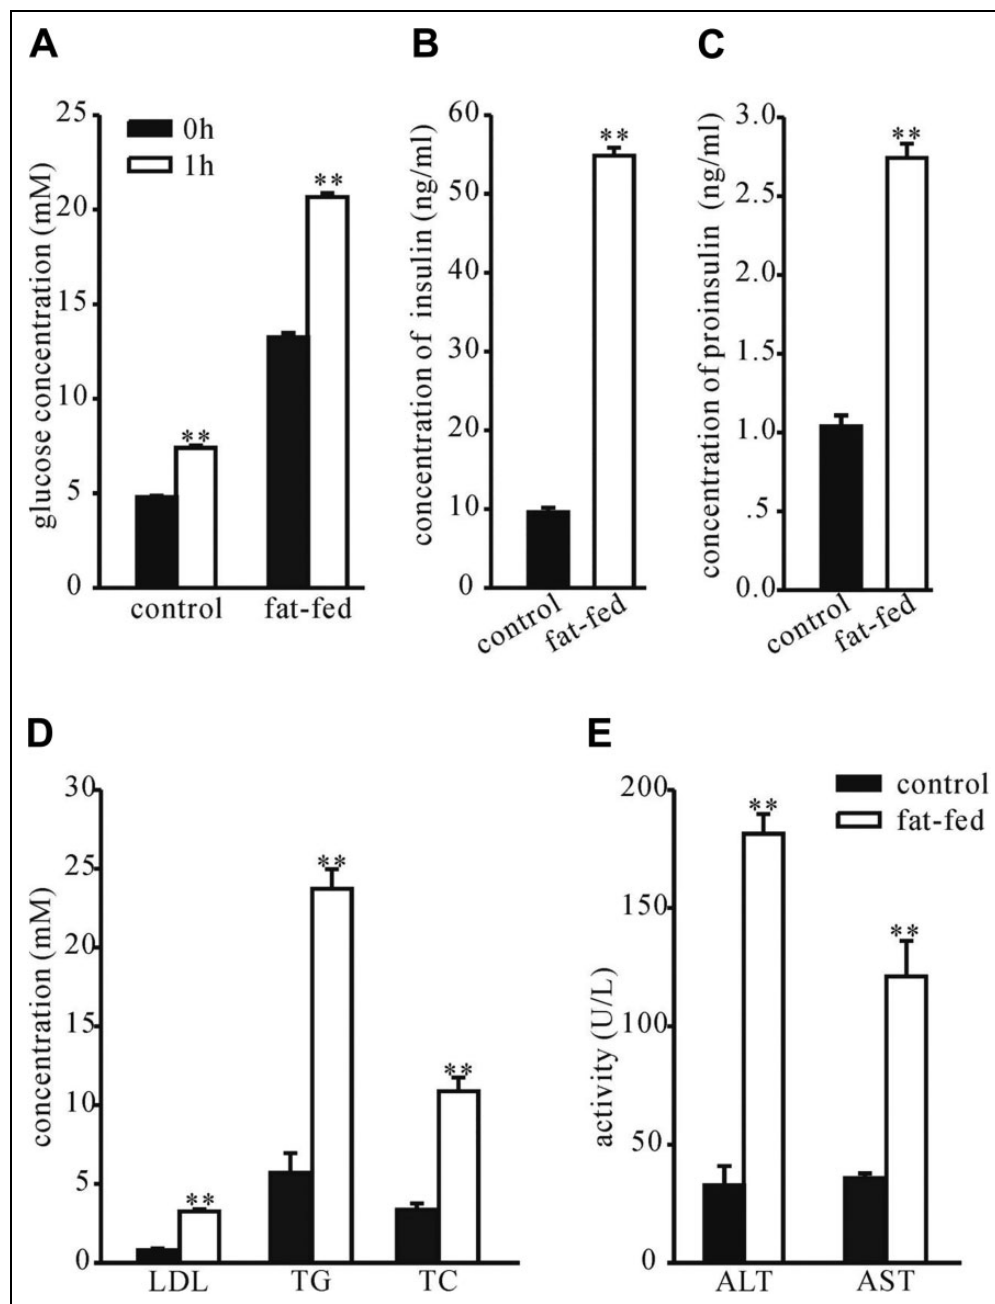 A
glucose concentration (mM)
25
20
15
10
5
0
0h
1h
**
**
control
fat-fed
B
concentration of insulin (ng/ml)
60
50
40
30
20
10
0
**
control
fat-fed
C
concentration of proinsulin (ng/ml)
3.0
2.5
2.0
1.5
1.0
.5
0.0
**
control
fat-fed
D
concentration (mM)
30
25
20
15
10
5
0
**
**
**
LDL
TG
TC
E
activity (U/L)
200
150
100
50
0
control
fat-fed
**
**
ALT
AST